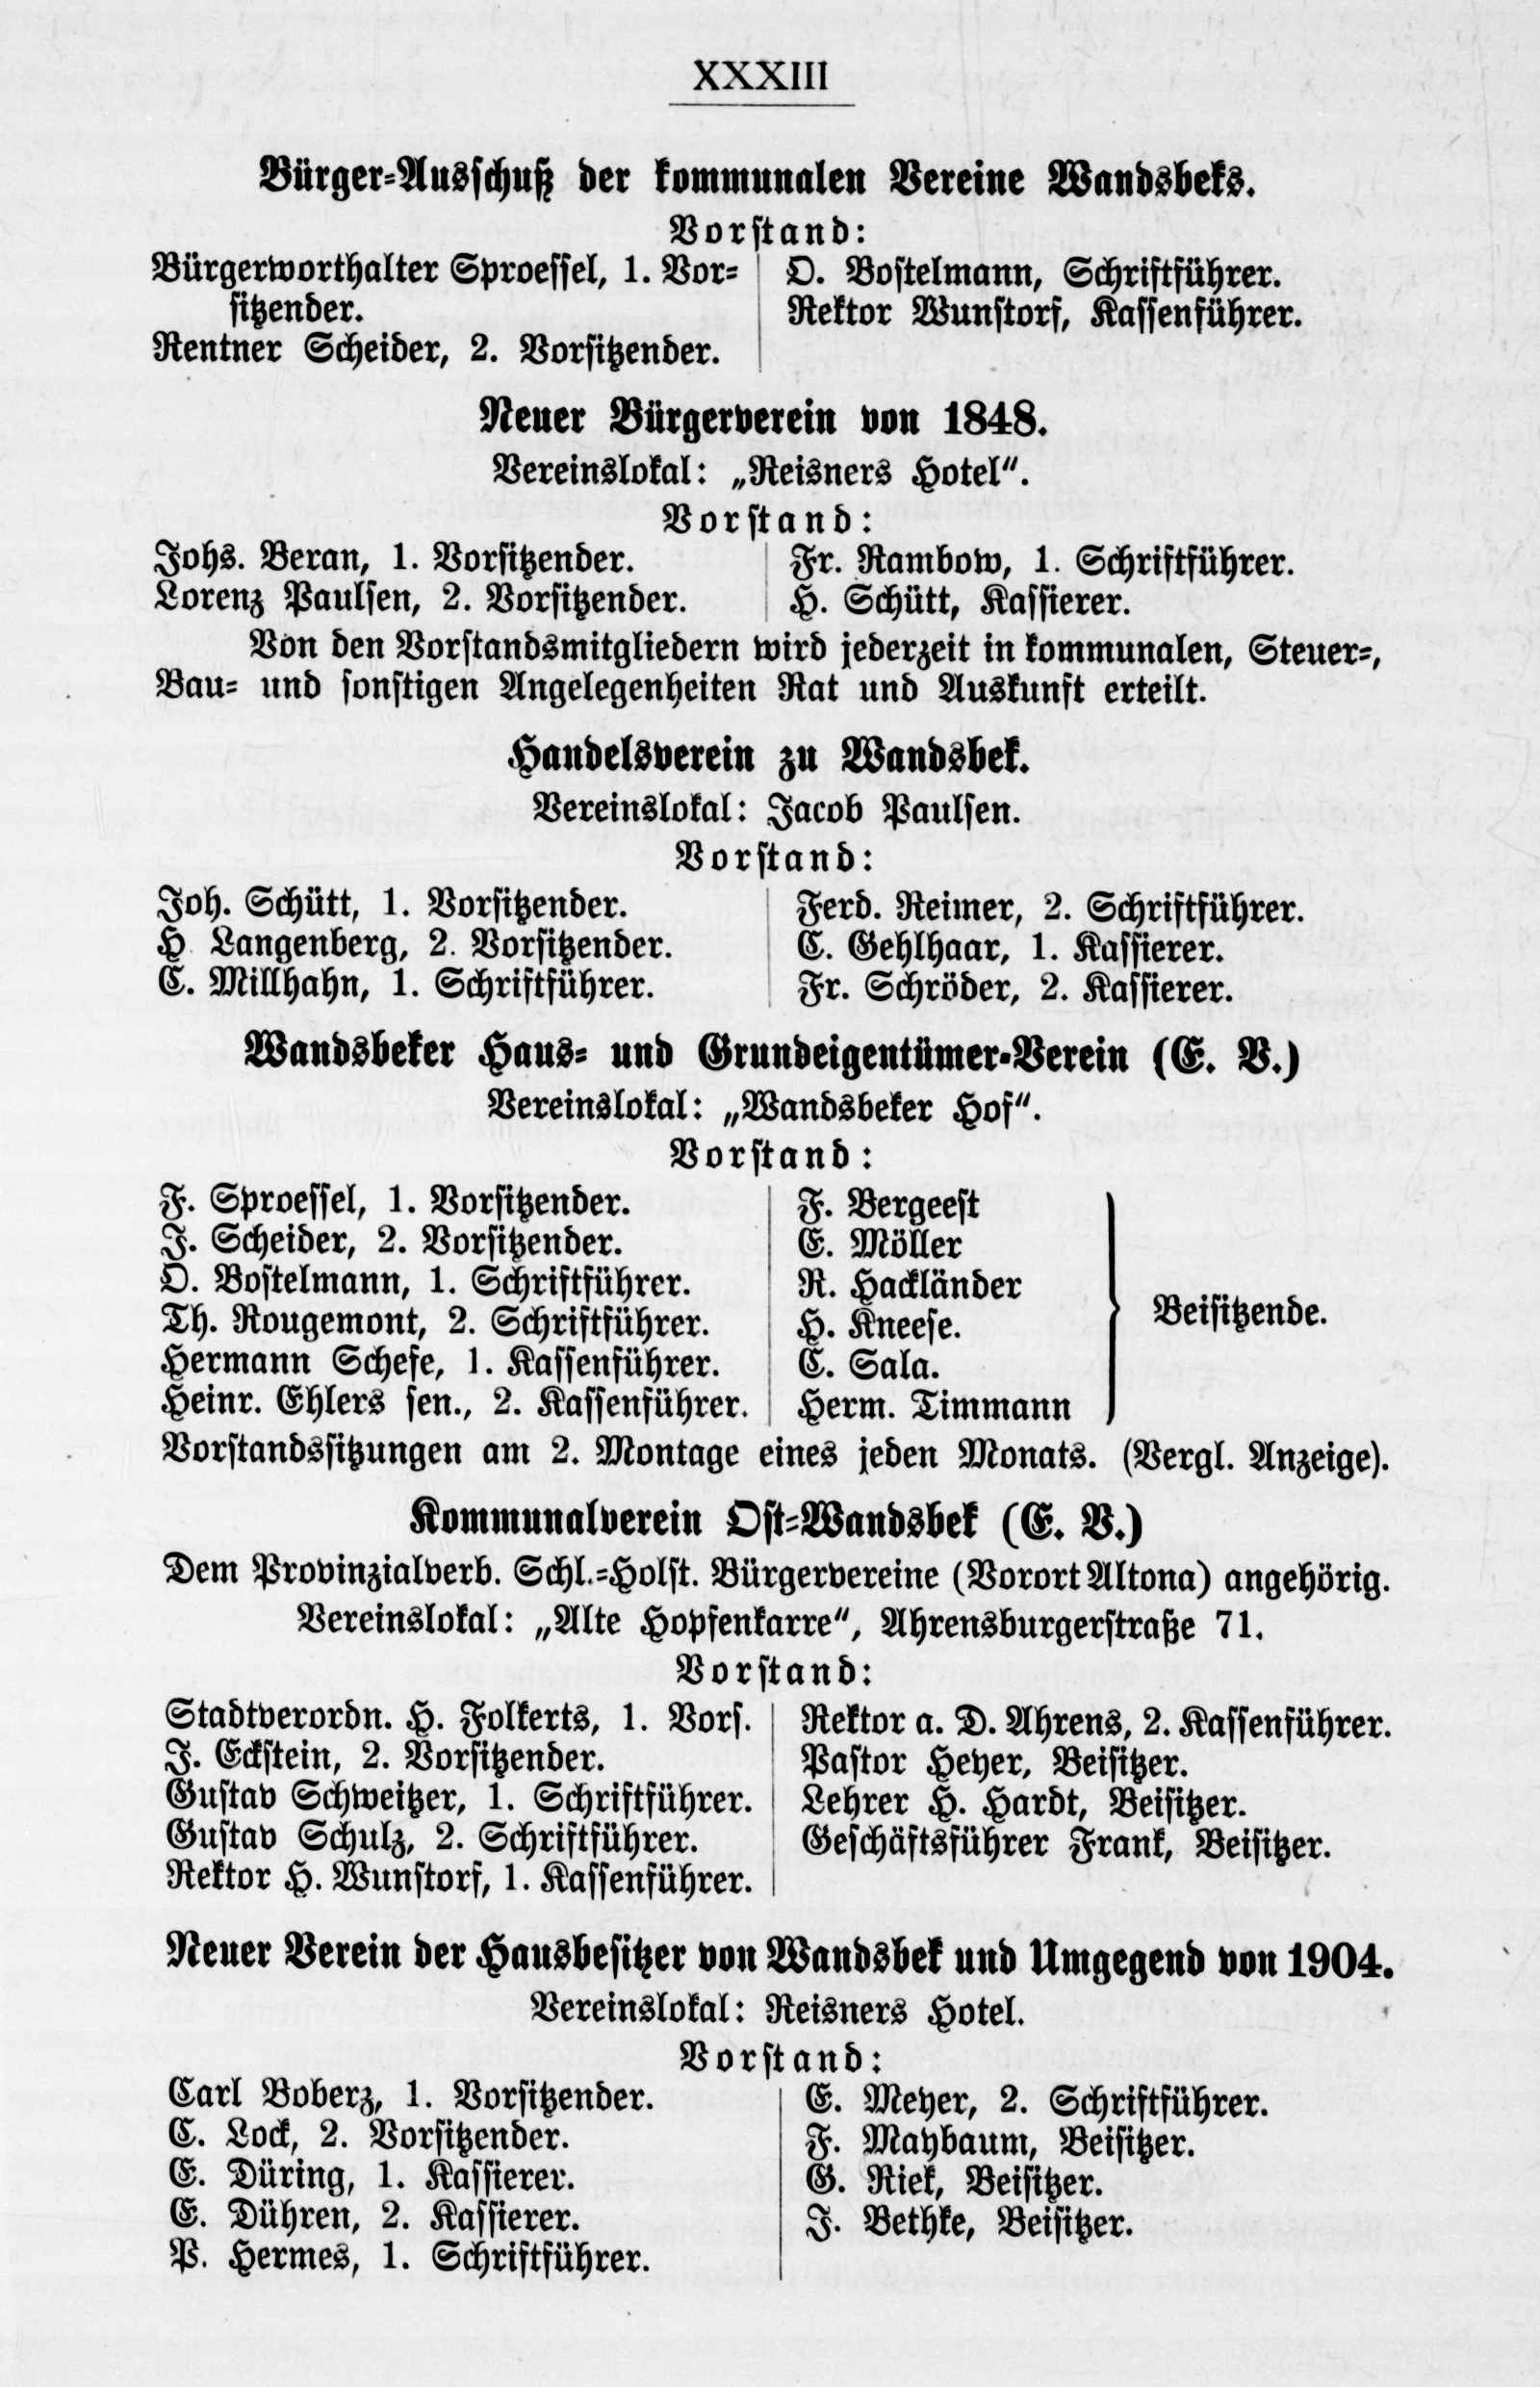 XXXIII
Bürger-Ausschuß der kommunalen Vereine Wandsbeks.
Vorstand:
Bürgerworthalter Sproessel, 1. Vor-
sitzender.
Rentner Scheider, 2. Vorsitzender.
O. Bostelmann, Schriftführer.
Rektor Wunstorf, Kassenführer.
Neuer Bürgerverein von 1848.
Vereinslokal: „Reisners Hotel“.
Vorstand:
Johs. Beran, 1. Vorsitzender.
Lorenz Paulsen, 2. Vorsitzender.
Fr. Rambow, 1. Schriftführer.
H. Schütt, Kassierer.
Von den Vorstandsmitgliedern wird jederzeit in kommunalen, Steuer-,
Bau- und sonstigen Angelegenheiten Rat und Auskunft erteilt.
Handelsverein zu Wandsbek.
Vereinslokal: Jacob Paulsen.
Vorstand:
Joh. Schütt, 1. Vorsitzender.
H. Langenberg, 2. Vorsitzender.
C. Millhahn, 1. Schriftführer.
Ferd. Reimer, 2. Schriftführer.
C. Gehlhaar, 1. Kassierer.
Fr. Schröder, 2. Kassierer.
Wandsbeker Haus- und Grundeigentümer-Verein (E. V.)
Vereinslokal: „Wandsbeker Hof“.
Vorstand:
F. Sproessel, 1. Vorsitzender.
J. Scheider, 2. Vorsitzender.
O. Bostelmann, 1. Schriftführer.
Th. Rougemont, 2. Schriftführer.
Hermann Schefe, 1. Kassenführer.
Heinr. Ehlers sen., 2. Kassenführer.
F. Bergeest
E. Möller
R. Hackländer
H. Kneese.
C. Sala.
Herm. Timmann
Beisitzende.
Vorstandssitzungen am 2. Montage eines jeden Monats. (Vergl. Anzeige).
Kommunalverein Ost-Wandsbek (E. V.)
Dem Provinzialverb. Schl.-Holst. Bürgervereine (Vorort Altona) angehörig.
Vereinslokal: „Alte Hopfenkarre“, Ahrensburgerstraße 71.
Vorstand:
Stadtverordn. H. Folkerts, 1. Vors.
J. Eckstein, 2. Vorsitzender.
Gustav Schweitzer, 1. Schriftführer.
Gustav Schulz, 2. Schriftführer.
Rektor H. Wunstorf, 1. Kassenführer.
Rektor a. D. Ahrens, 2. Kassenführer.
Pastor Heyer, Beisitzer.
Lehrer H. Hardt, Beisitzer.
Geschäftsführer Frank, Beisitzer.
Neuer Verein der Hausbesitzer von Wandsbek und Umgegend von 1904.
Vereinslokal: Reisners Hotel.
Vorstand:
Carl Boberz, 1. Vorsitzender.
C. Lock, 2. Vorsitzender.
E. Düring, 1. Kassierer.
E. Dühren, 2. Kassierer.
P. Hermes, 1. Schriftführer.
E. Meyer, 2. Schriftführer.
F. Maybaum, Beisitzer.
G. Riek, Beisitzer.
J. Bethke, Beisitzer.